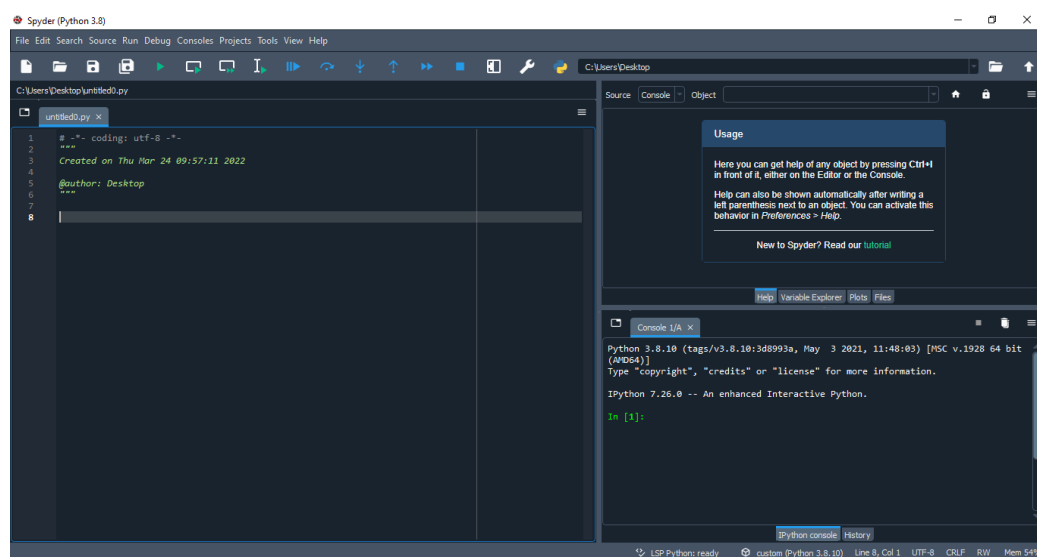 Spyder (Python 3.8)
File Edit Search Source Run Debug Consoles Projects Tools View Help
C:\Users\Desktop
C:\Users\Desktop\untitled0.py
untitled0.py
1 # -*- coding: utf-8 -*-
2 """
3 Created on Thu Mar 24 09:57:11 2022
4
5 @author: Desktop
6 """
7
8
Source Console Object
Usage
Here you can get help of any object by pressing Ctrl+I
in front of it, either on the Editor or the Console.
Help can also be shown automatically after writing a
left parenthesis next to an object. You can activate this
behavior in Preferences > Help.
New to Spyder? Read our tutorial
Help Variable Explorer Plots Files
Console 1/A
Python 3.8.10 (tags/v3.8.10:3d8993a, May  3 2021, 11:48:03) [MSC v.1928 64 bit
(AMD64)]
Type "copyright", "credits" or "license" for more information.
IPython 7.26.0 -- An enhanced Interactive Python.
In [1]:
IPython console History
LSP Python: ready custom (Python 3.8.10) Line 8, Col 1 UTF-8 CRLF RW Mem 54%